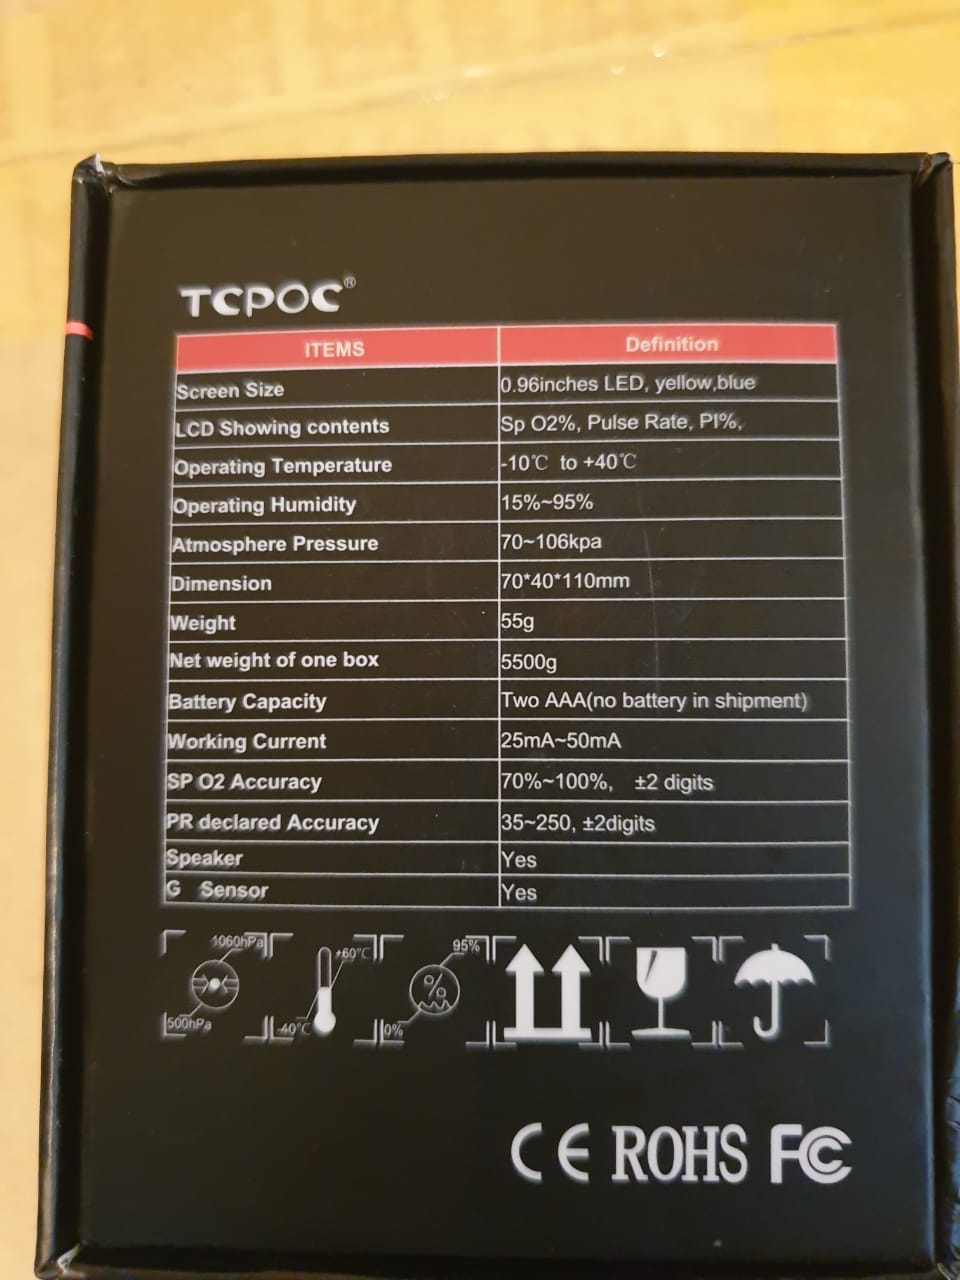 TCPOC®
ITEMS Definition
Screen Size 0.96inches LED, yellow,blue
LCD Showing contents Sp O2%, Pulse Rate, PI%,
Operating Temperature -10℃ to +40℃
Operating Humidity 15%~95%
Atmosphere Pressure 70~106kpa
Dimension 70*40*110mm
Weight 55g
Net weight of one box 5500g
Battery Capacity Two AAA(no battery in shipment)
Working Current 25mA~50mA
SP O2 Accuracy 70%~100%, ±2 digits
PR declared Accuracy 35~250, ±2digits
Speaker Yes
G Sensor Yes
1060hPa +60℃ 95%
%
500hPa -40℃ 0%
CE ROHS FC